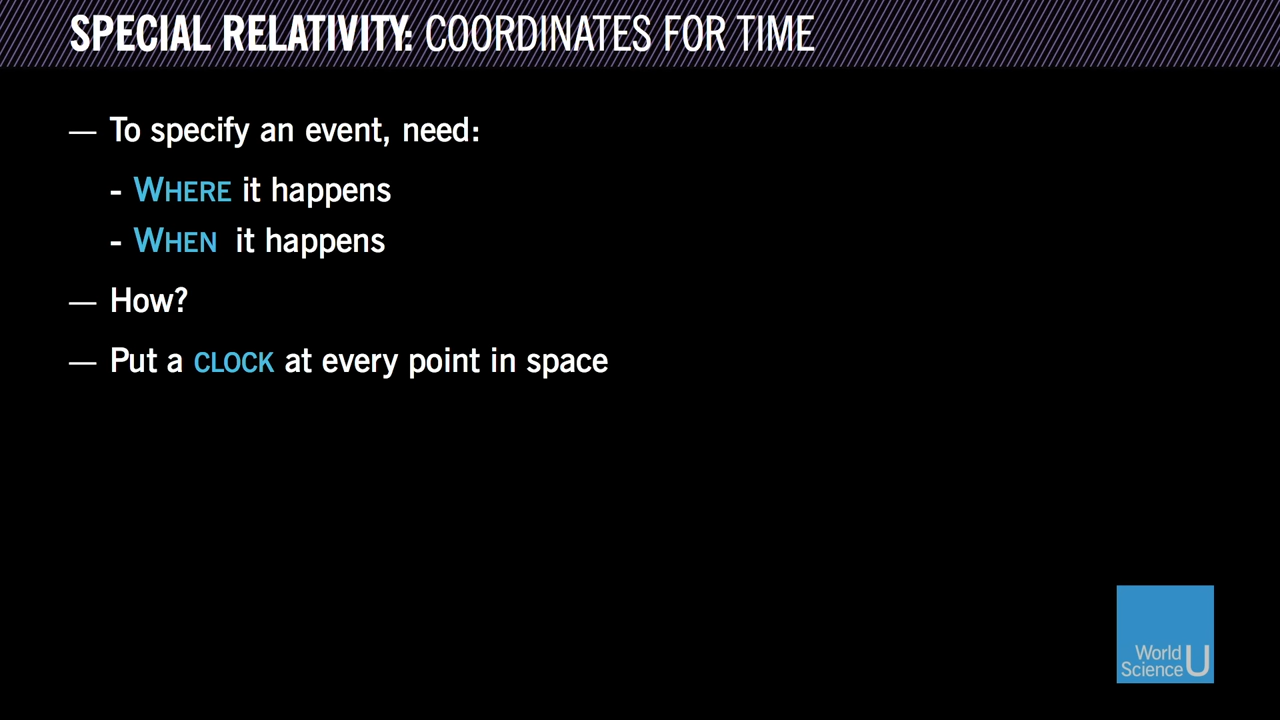 SPECIAL RELATIVITY: COORDINATES FOR TIME
— To specify an event, need:
- WHERE it happens
- WHEN it happens
— How?
— Put a CLOCK at every point in space
World
Science U